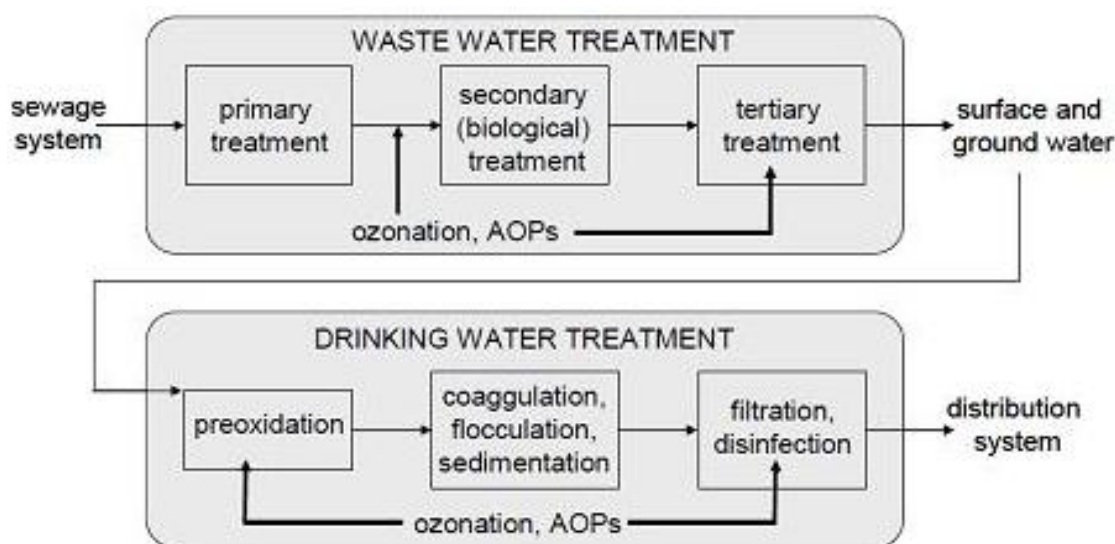 WASTE WATER TREATMENT
sewage
system
primary
treatment
secondary
(biological)
treatment
tertiary
treatment
surface and
ground water
ozonation, AOPs
DRINKING WATER TREATMENT
preoxidation
coaggulation,
flocculation,
sedimentation
filtration,
disinfection
distribution
system
ozonation, AOPs